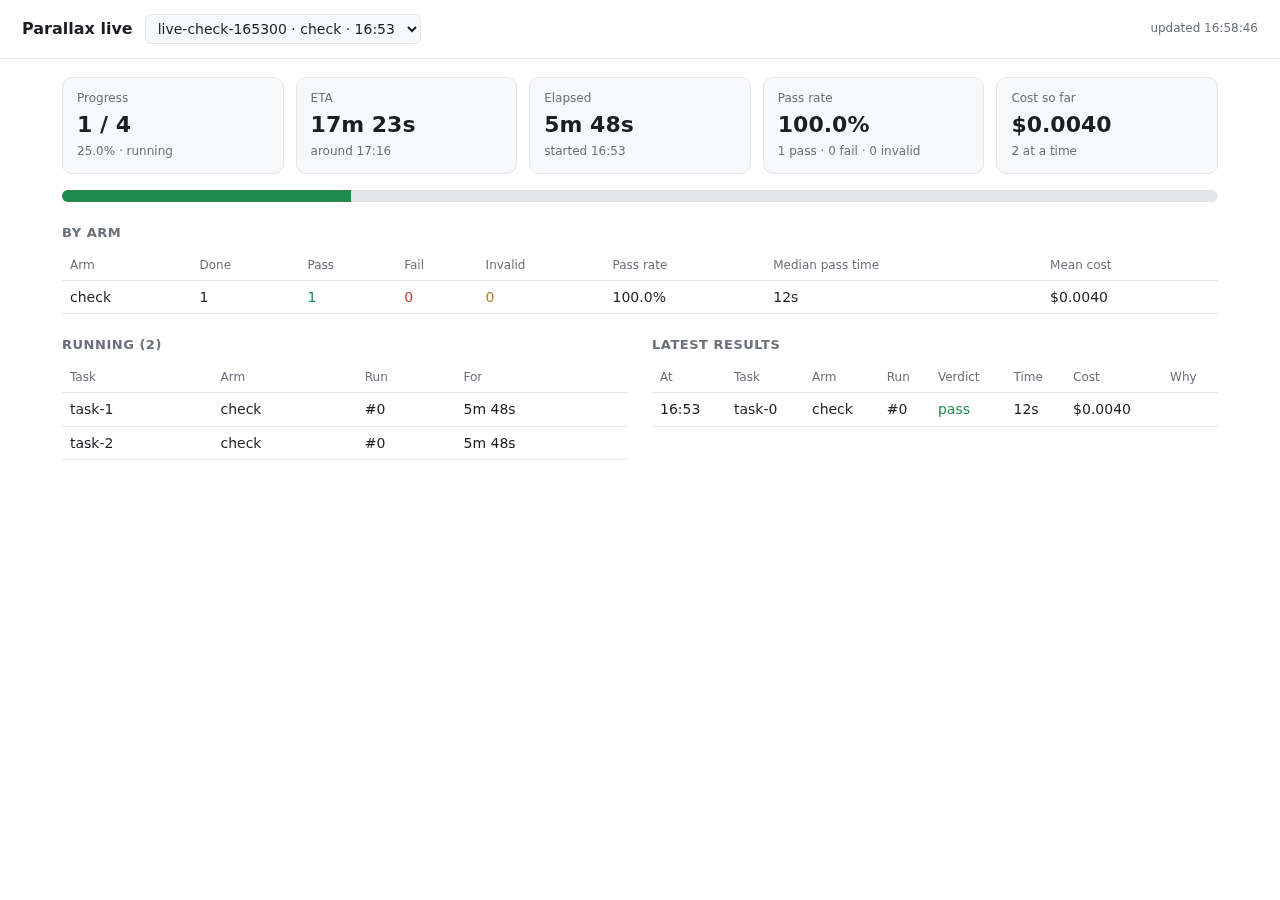 Parallax live
live-check-165300 · check · 16:53
updated 16:58:46
Progress
1 / 4
25.0% · running
ETA
17m 23s
around 17:16
Elapsed
5m 48s
started 16:53
Pass rate
100.0%
1 pass · 0 fail · 0 invalid
Cost so far
$0.0040
2 at a time
BY ARM
Arm Done Pass Fail Invalid Pass rate Median pass time Mean cost
check 1 1 0 0 100.0% 12s $0.0040
RUNNING (2)
Task Arm Run For
task-1 check #0 5m 48s
task-2 check #0 5m 48s
LATEST RESULTS
At Task Arm Run Verdict Time Cost Why
16:53 task-0 check #0 pass 12s $0.0040